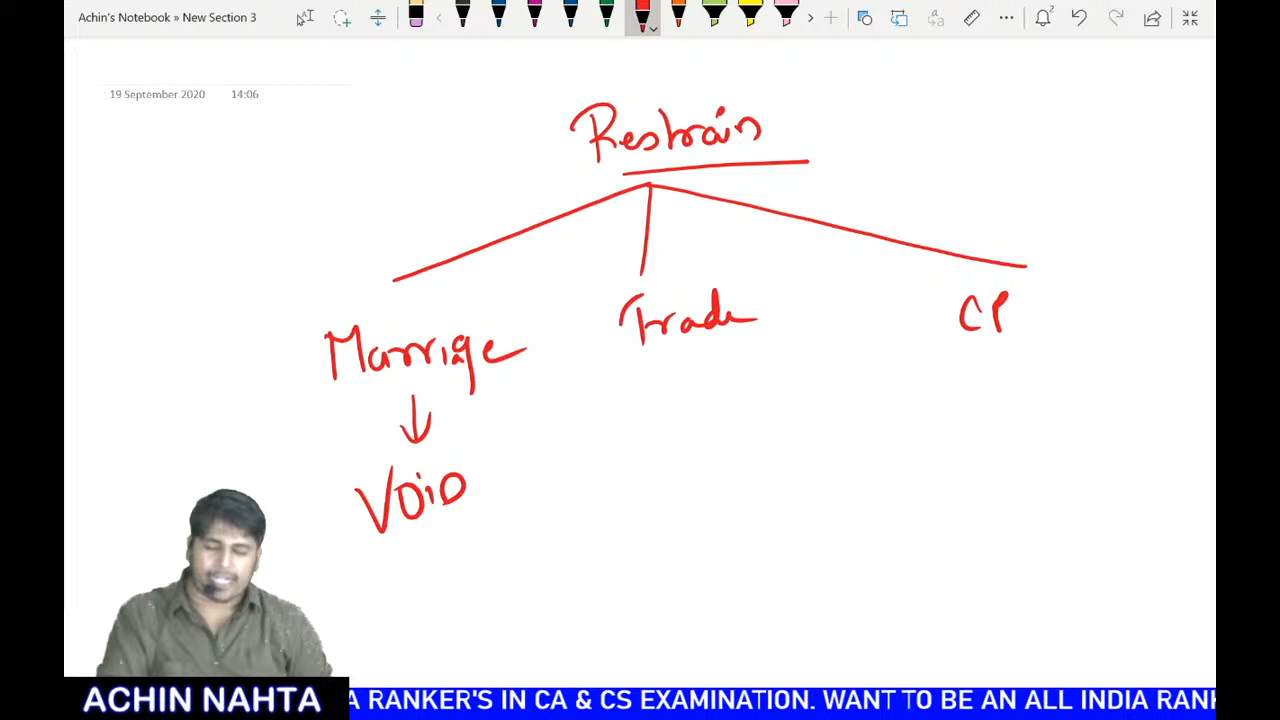 Achin's Notebook » New Section 3
19 September 2020 14:06
Restrain
Marrige
Trade
CP
VOID
ACHIN NAHTA
A RANKER'S IN CA & CS EXAMINATION. WANT TO BE AN ALL INDIA RANK